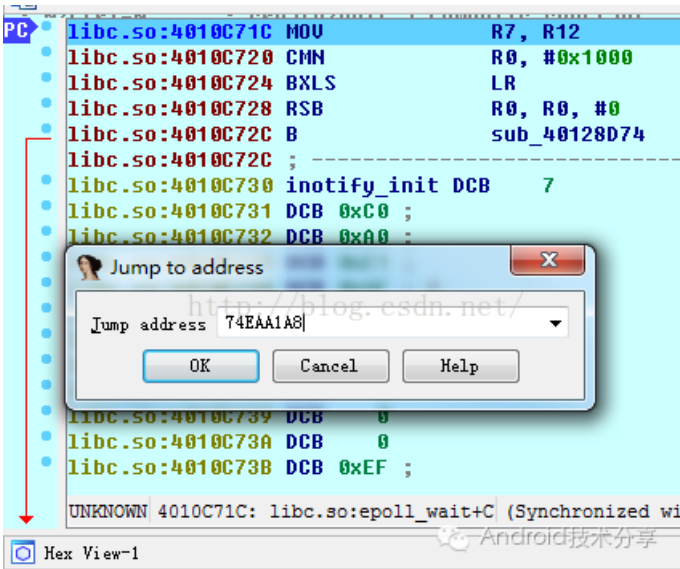 PC libc.so:4010C71C MOV R7, R12
libc.so:4010C720 CMN R0, #0x1000
libc.so:4010C724 BXLS LR
libc.so:4010C728 RSB R0, R0, #0
libc.so:4010C72C B sub_40128D74
libc.so:4010C72C ; ------------------------------
libc.so:4010C730 inotify_init DCB 7
libc.so:4010C731 DCB 0xC0 ;
libc.so:4010C732 DCB 0xA0 ;
Jump to address
http://blog.csdn.net/
Jump address 74EAA1A8
OK Cancel Help
libc.so:4010C739 DCB 0
libc.so:4010C73A DCB 0
libc.so:4010C73B DCB 0xEF ;
UNKNOWN 4010C71C: libc.so:epoll_wait+C (Synchronized wi
Android技术分享
Hex View-1